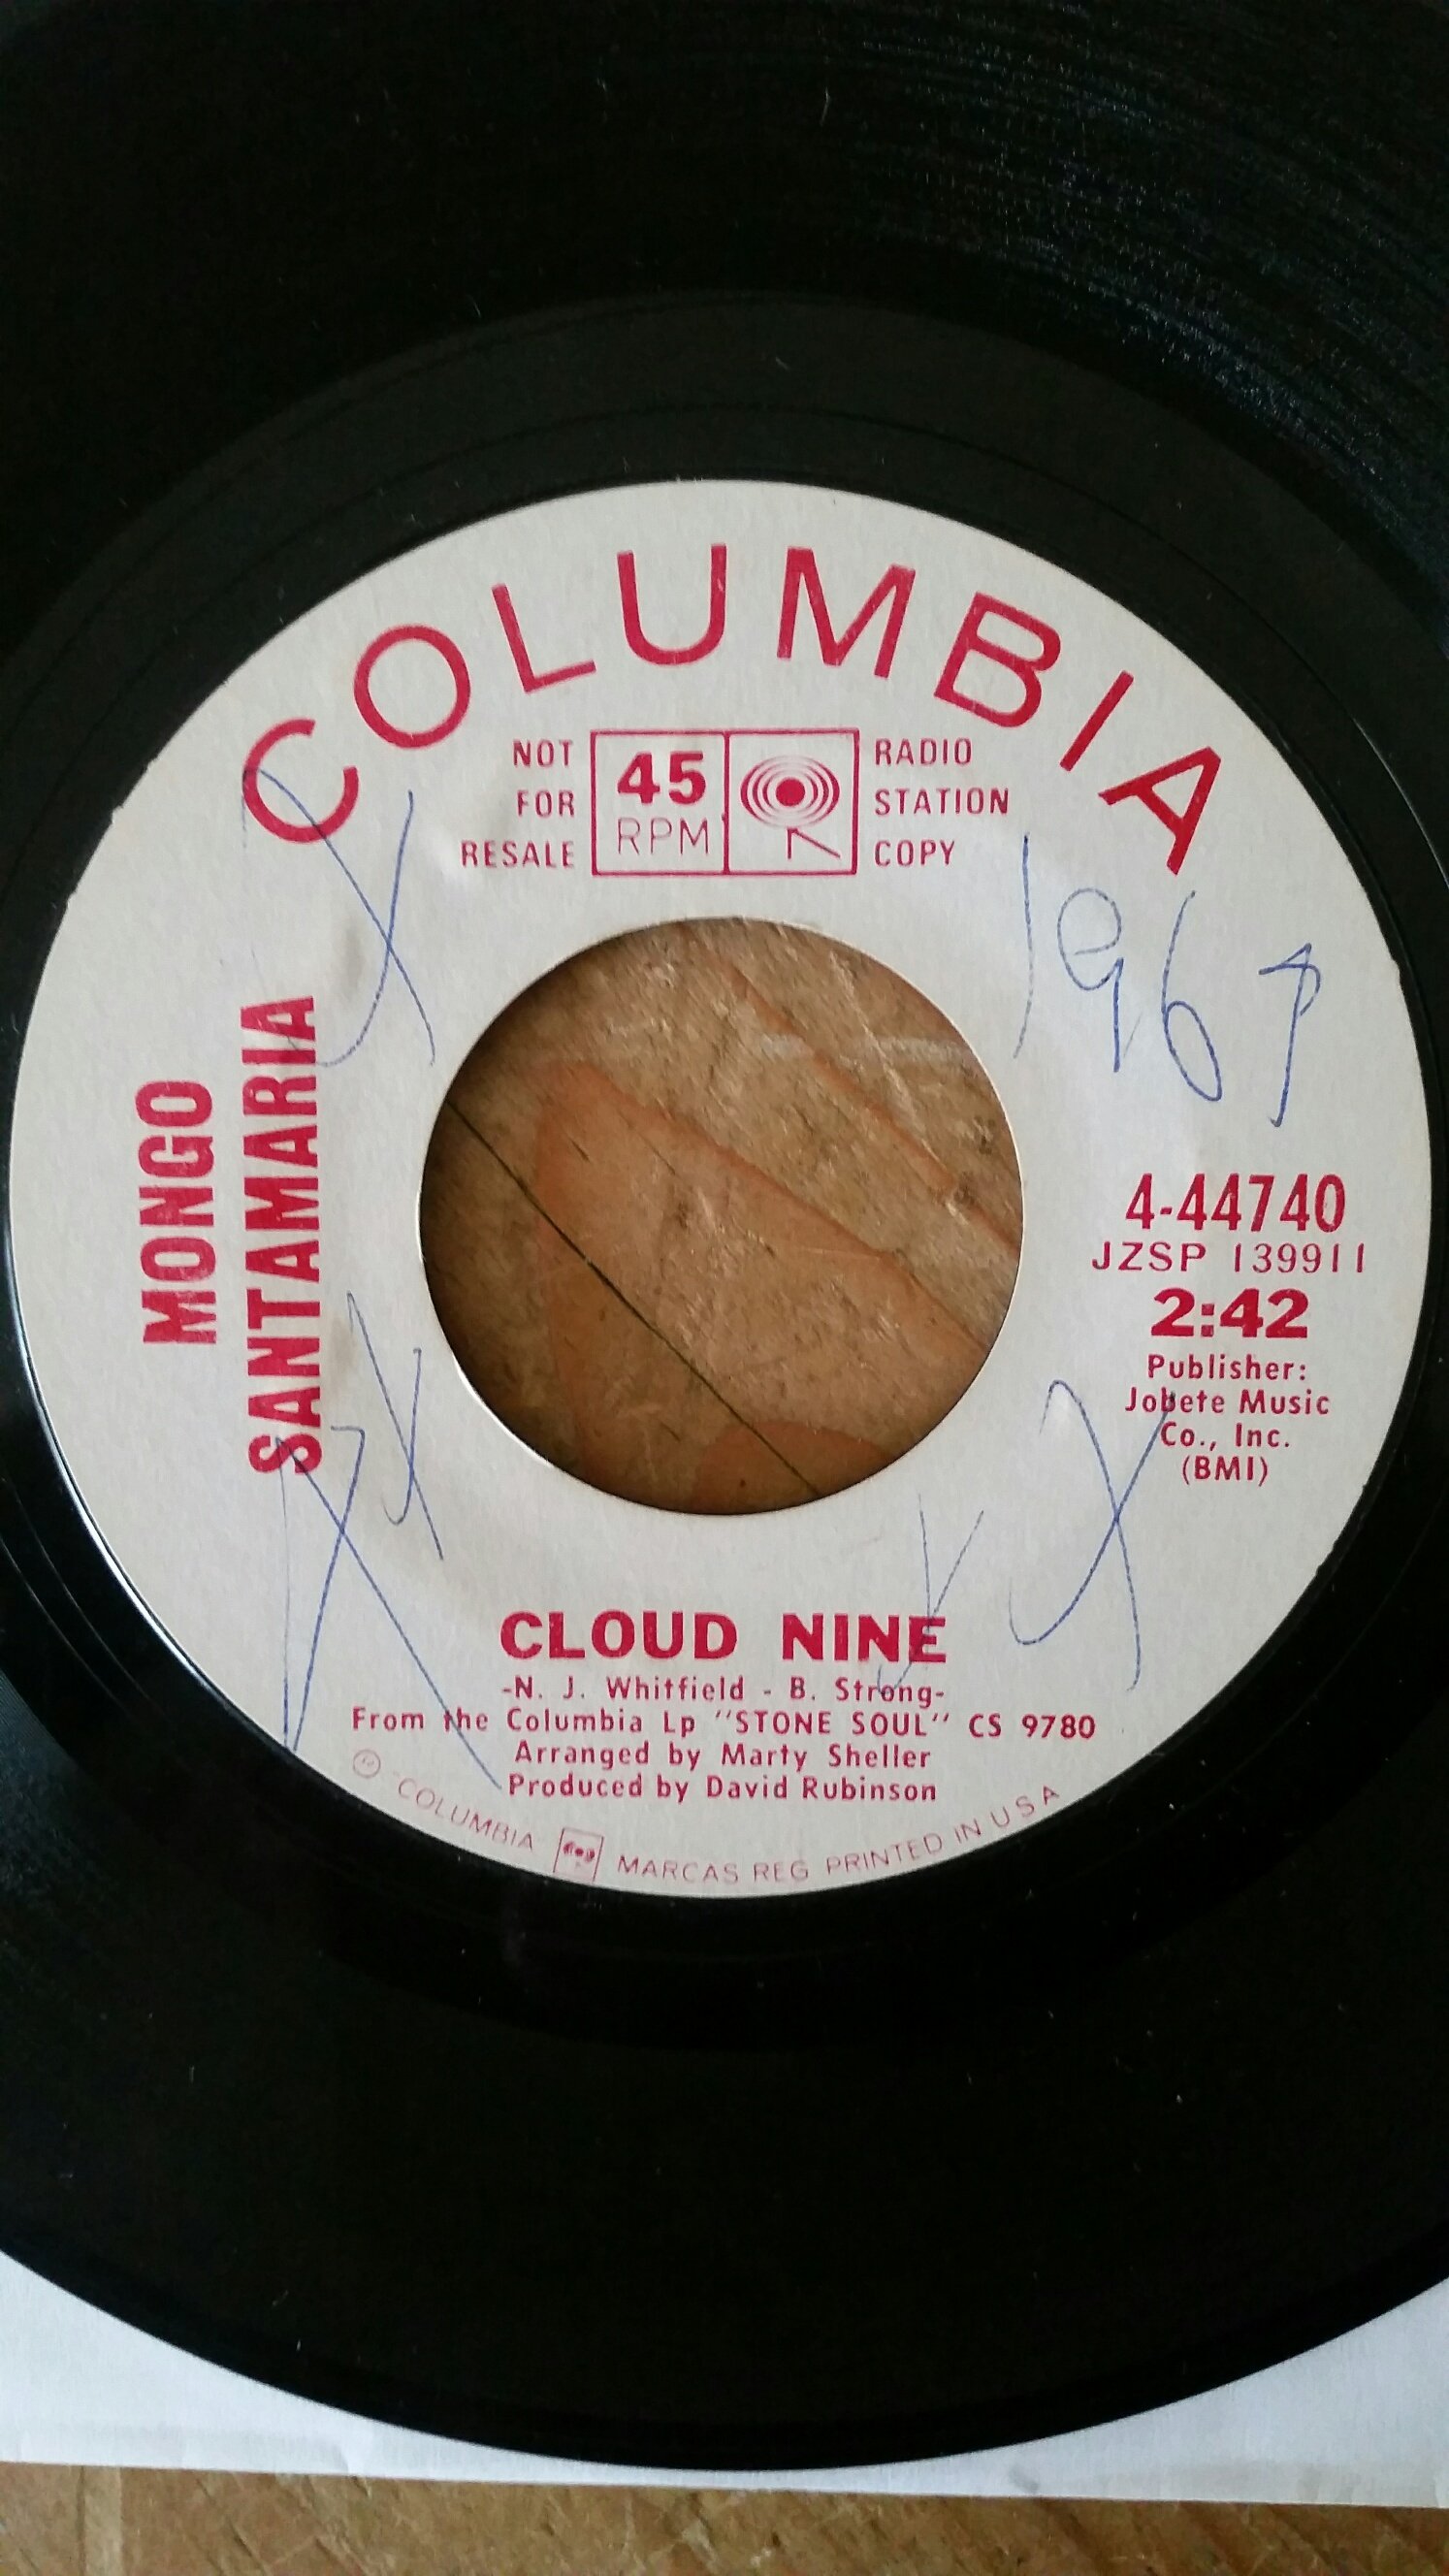 COLUMBIA
NOT
FOR
RESALE
45
RPM
RADIO
STATION
COPY
MONGO
SANTAMARIA
4-44740
JZSP 139911
2:42
Publisher:
Jobete Music
Co., Inc.
(BMI)
CLOUD NINE
-N. J. Whitfield - B. Strong-
From the Columbia Lp "STONE SOUL" CS 9780
Arranged by Marty Sheller
Produced by David Rubinson
COLUMBIA MARCAS REG PRINTED IN U S A